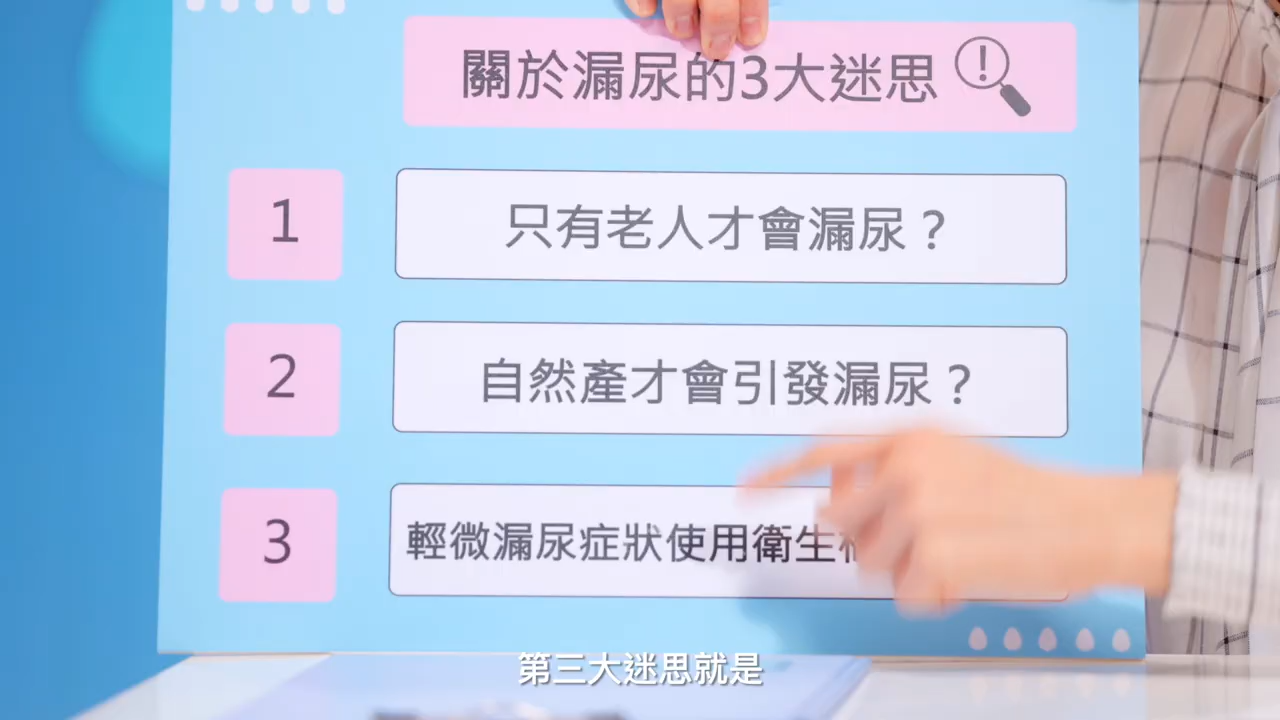 關於漏尿的3大迷思
1
只有老人才會漏尿？
2
自然產才會引發漏尿？
3
輕微漏尿症狀使用衛生
第三大迷思就是